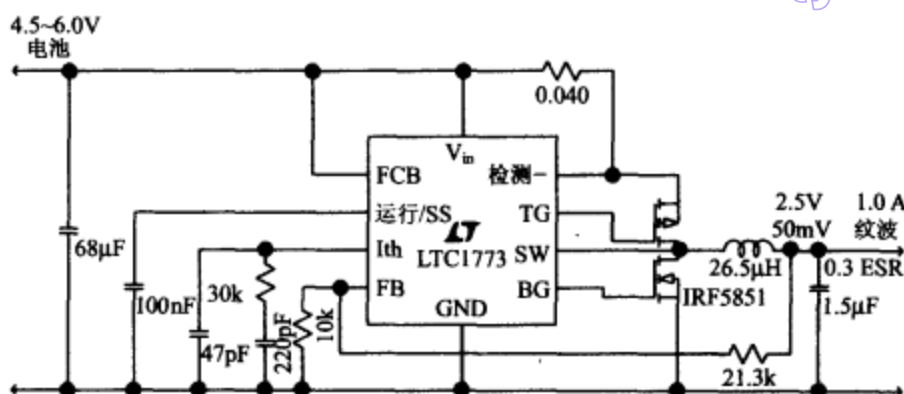 4.5~6.0V
电池
0.040
Vin
FCB
检测-
运行/SS
TG
LT
LTC1773
Ith
SW
FB
BG
GND
68μF
100nF
30k
47pF
220pF
10k
2.5V
1.0 A
50mV
纹波
26.5μH
0.3 ESR
IRF5851
1.5μF
21.3k